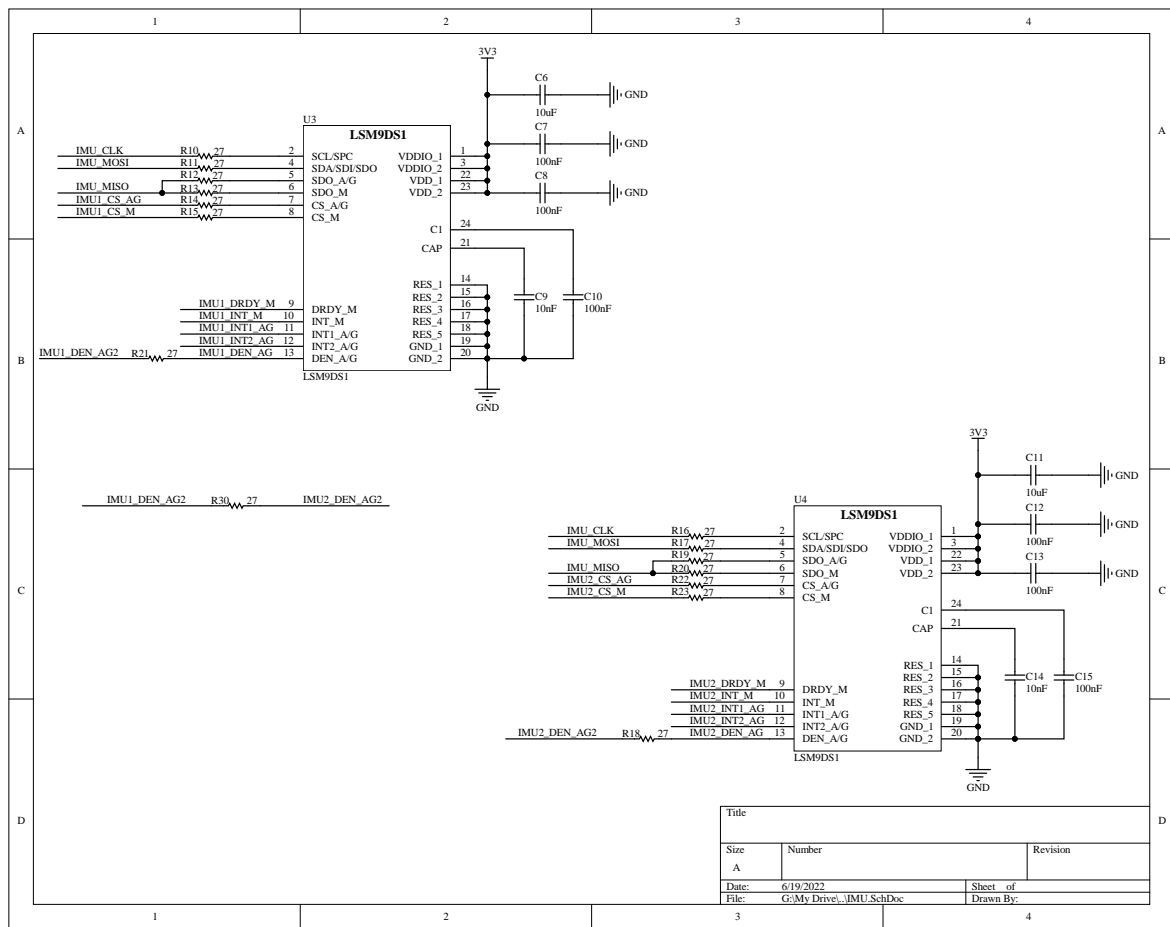 1 2 3 4
A A
B B
C C
D D
1 2 3 4
3V3
C6
10uF
GND
C7
100nF
GND
C8
100nF
GND
U3
LSM9DS1
IMU_CLK R10 27 2 SCL/SPC VDDIO_1 1
IMU_MOSI R11 27 4 SDA/SDI/SDO VDDIO_2 3
R12 27 5 SDO_A/G VDD_1 22
IMU_MISO R13 27 6 SDO_M VDD_2 23
IMU1_CS_AG R14 27 7 CS_A/G
IMU1_CS_M R15 27 8 CS_M
C1 24
CAP 21
RES_1 14
RES_2 15
IMU1_DRDY_M 9 DRDY_M RES_3 16
IMU1_INT_M 10 INT_M RES_4 17
IMU1_INT1_AG 11 INT1_A/G RES_5 18
IMU1_INT2_AG 12 INT2_A/G GND_1 19
IMU1_DEN_AG2 R21 27 IMU1_DEN_AG 13 DEN_A/G GND_2 20
C9
10nF
C10
100nF
LSM9DS1
GND
IMU1_DEN_AG2 R30 27 IMU2_DEN_AG2
3V3
C11
10uF
GND
C12
100nF
GND
C13
100nF
GND
U4
LSM9DS1
IMU_CLK R16 27 2 SCL/SPC VDDIO_1 1
IMU_MOSI R17 27 4 SDA/SDI/SDO VDDIO_2 3
R19 27 5 SDO_A/G VDD_1 22
IMU_MISO R20 27 6 SDO_M VDD_2 23
IMU2_CS_AG R22 27 7 CS_A/G
IMU2_CS_M R23 27 8 CS_M
C1 24
CAP 21
RES_1 14
RES_2 15
IMU2_DRDY_M 9 DRDY_M RES_3 16
IMU2_INT_M 10 INT_M RES_4 17
IMU2_INT1_AG 11 INT1_A/G RES_5 18
IMU2_INT2_AG 12 INT2_A/G GND_1 19
IMU2_DEN_AG2 R18 27 IMU2_DEN_AG 13 DEN_A/G GND_2 20
C14
10nF
C15
100nF
LSM9DS1
GND
Title
Size Number Revision
A
Date: 6/19/2022 Sheet of
File: G:\My Drive\..\IMU.SchDoc Drawn By: